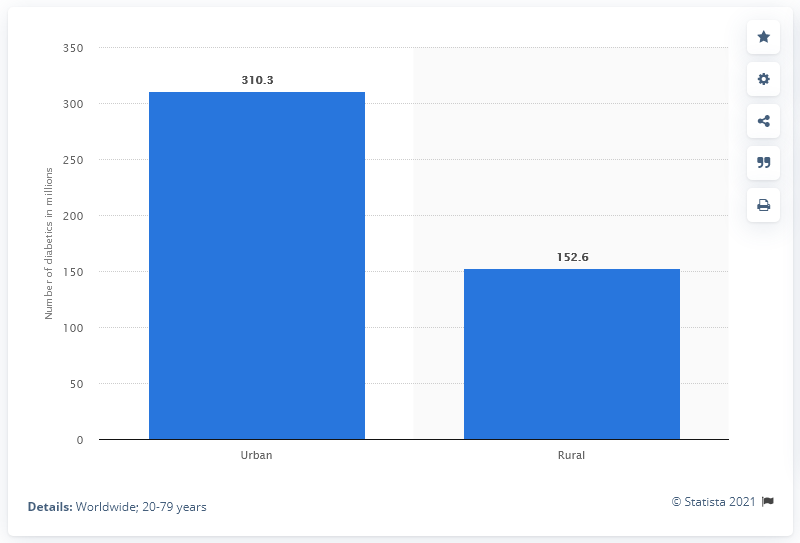 350
300
250
200
150
100
50
0
Number of diabetics in millions
310.3
152.6
Urban
Rural
Details: Worldwide; 20-79 years
© Statista 2021